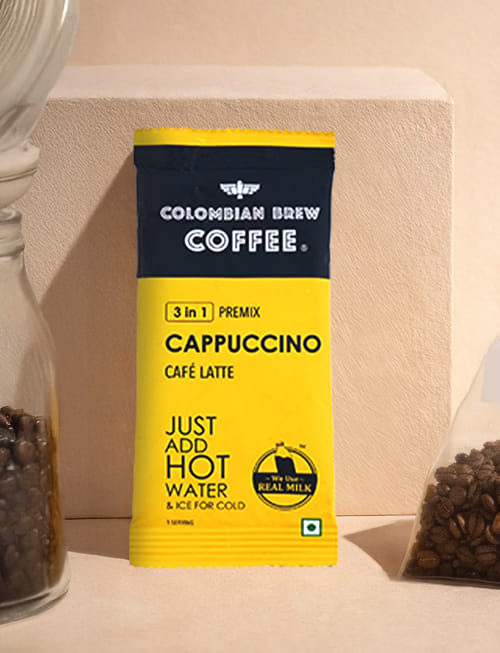 COLOMBIAN BREW
COFFEE®
3 in 1 PREMIX
CAPPUCCINO
CAFÉ LATTE
JUST
ADD
HOT
WATER
& ICE FOR COLD
1 SERVING
We Use
REAL MILK
TM